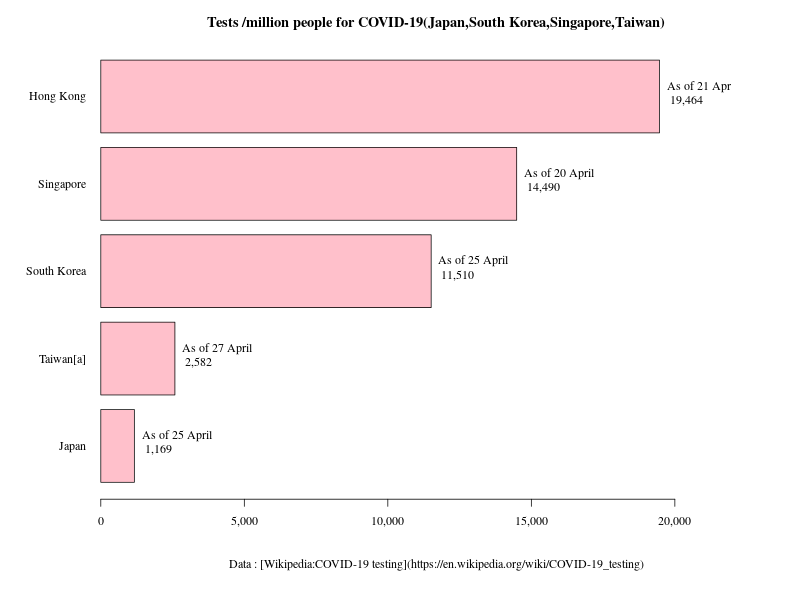 Tests /million people for COVID-19(Japan,South Korea,Singapore,Taiwan)
Hong Kong
As of 21 Apr
19,464
Singapore
As of 20 April
14,490
South Korea
As of 25 April
11,510
Taiwan[a]
As of 27 April
2,582
Japan
As of 25 April
1,169
0 5,000 10,000 15,000 20,000
Data : [Wikipedia:COVID-19 testing](https://en.wikipedia.org/wiki/COVID-19_testing)